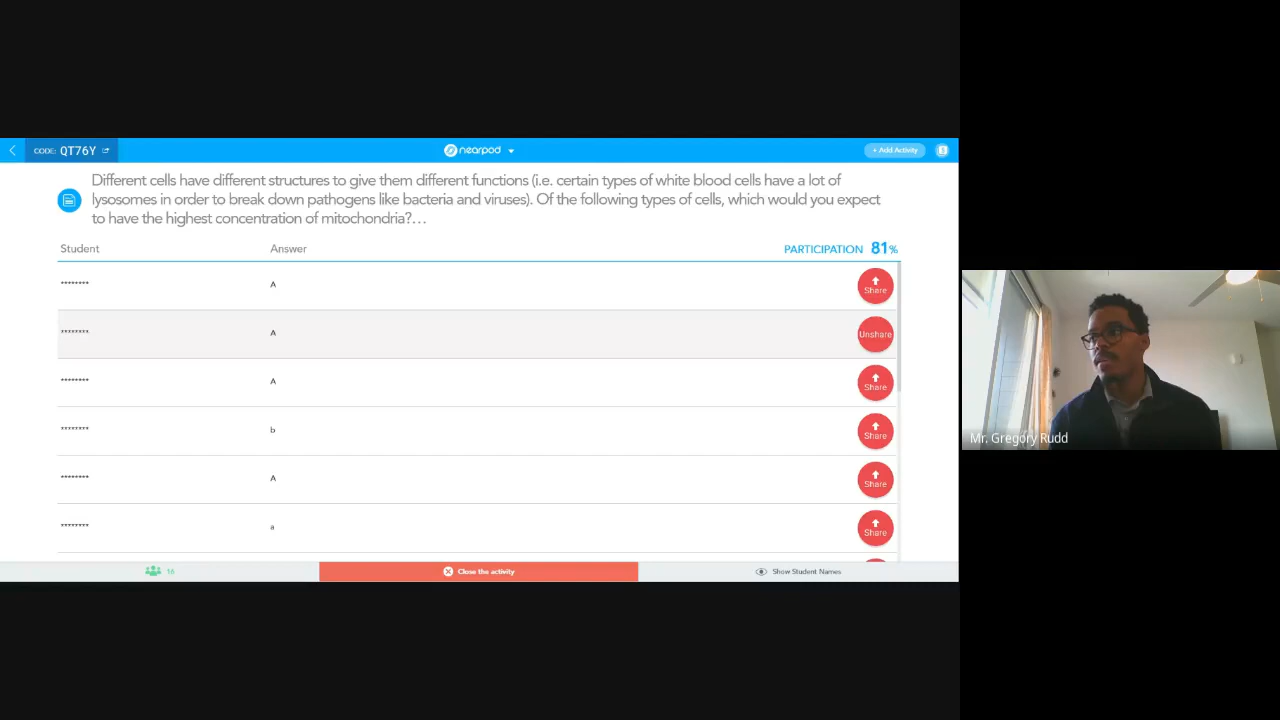 CODE: QT76Y
nearpod
+ Add Activity
Different cells have different structures to give them different functions (i.e. certain types of white blood cells have a lot of
lysosomes in order to break down pathogens like bacteria and viruses). Of the following types of cells, which would you expect
to have the highest concentration of mitochondria?...
Student Answer PARTICIPATION 81%
******** A Share
******** A Unshare
******** A Share
******** b Share
******** A Share
******** a Share
16 Close the activity Show Student Names
Mr. Gregory Rudd